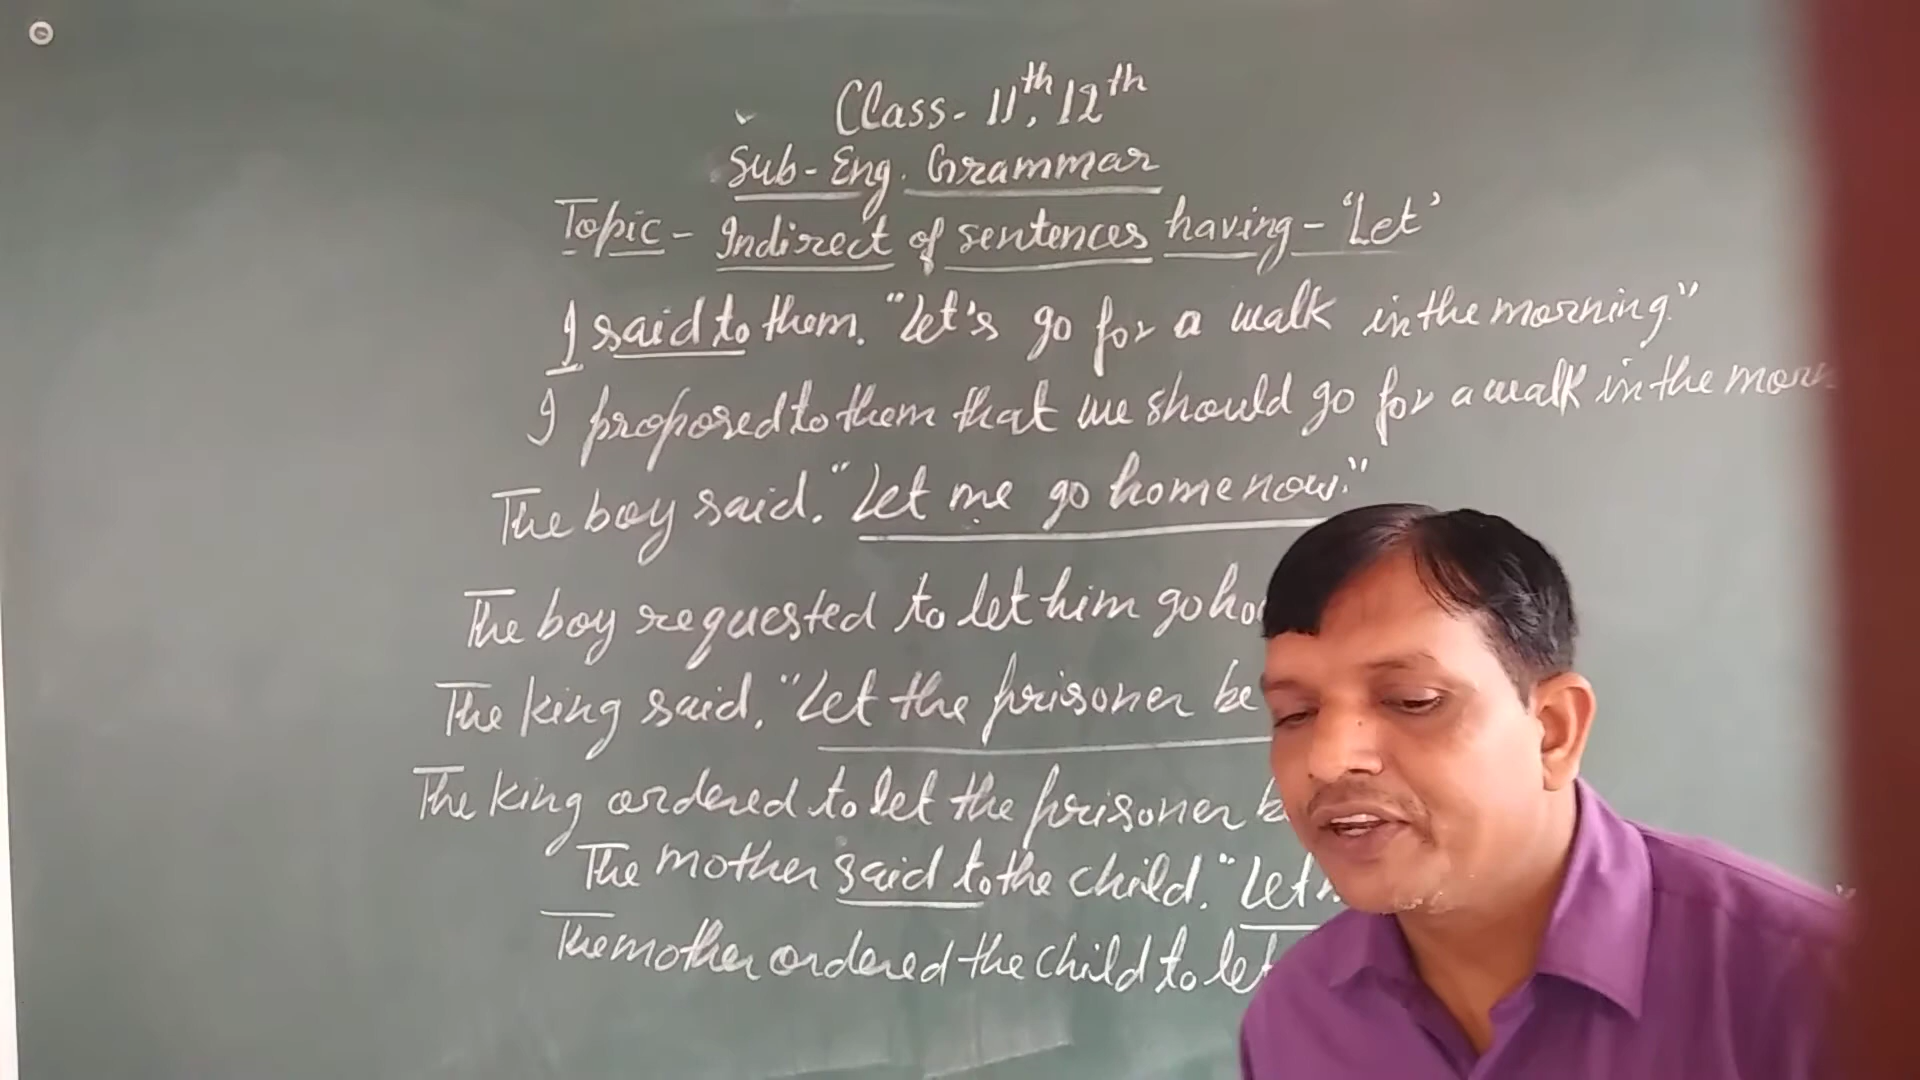 Class- 11th, 12th
Sub- Eng. Grammar
Topic - Indirect of sentences having - 'Let'
I said to them. "Let's go for a walk in the morning."
I proposed to them that we should go for a walk in the
The boy said. "Let me go home now."
The boy requested to let him go
The king said. "Let the prisoner be
The king ordered to let the prisoner
The mother said to the child. "Let
The mother ordered the child to let